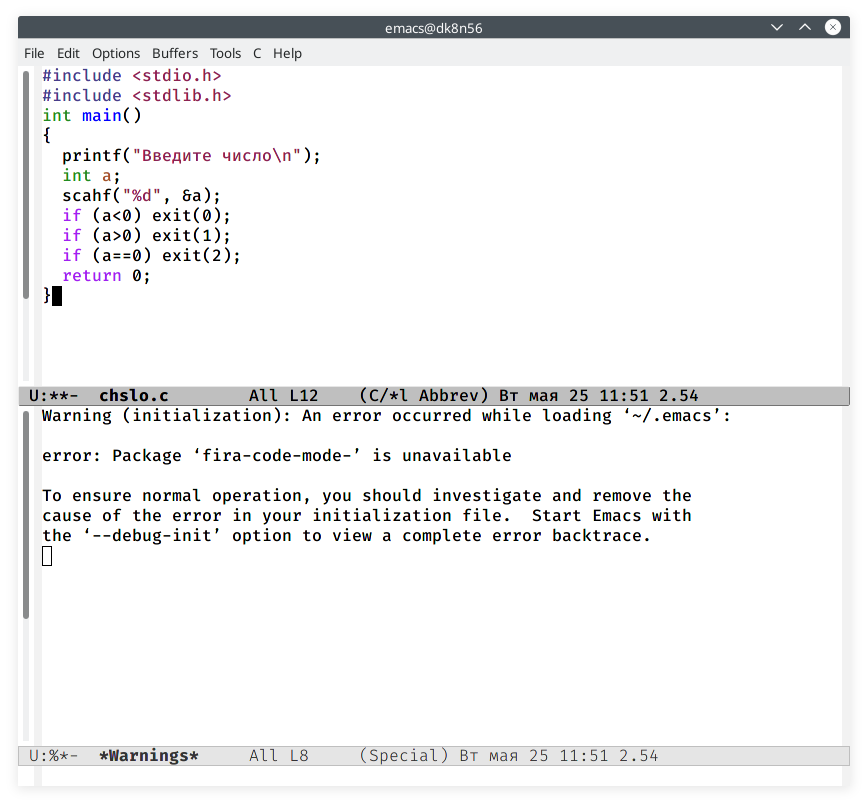 emacs@dk8n56
File Edit Options Buffers Tools C Help
#include <stdio.h>
#include <stdlib.h>
int main()
{
  printf("Введите число\n");
  int a;
  scahf("%d", &a);
  if (a<0) exit(0);
  if (a>0) exit(1);
  if (a==0) exit(2);
  return 0;
}
U:**-  chslo.c        All L12    (C/*l Abbrev) Вт мая 25 11:51 2.54
Warning (initialization): An error occurred while loading ‘~/.emacs’:
error: Package ‘fira-code-mode-’ is unavailable
To ensure normal operation, you should investigate and remove the
cause of the error in your initialization file.  Start Emacs with
the ‘--debug-init’ option to view a complete error backtrace.
U:%*-  *Warnings*     All L8     (Special) Вт мая 25 11:51 2.54